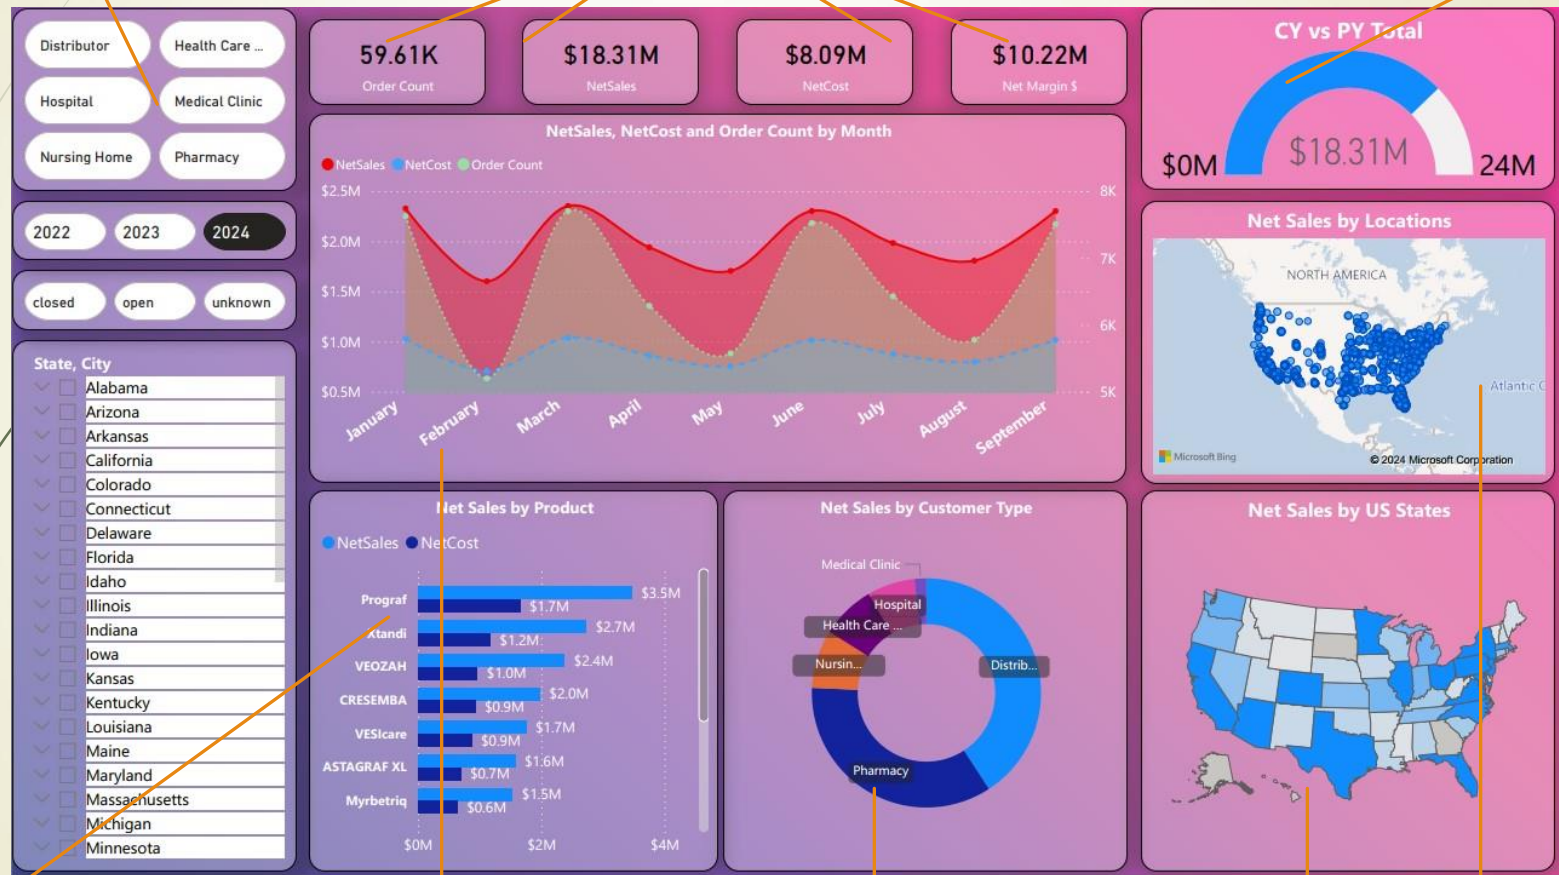 Distributor
Health Care ...
Hospital
Medical Clinic
Nursing Home
Pharmacy
2022
2023
2024
closed
open
unknown
State, City
Alabama
Arizona
Arkansas
California
Colorado
Connecticut
Delaware
Florida
Idaho
Illinois
Indiana
Iowa
Kansas
Kentucky
Louisiana
Maine
Maryland
Massachusetts
Michigan
Minnesota
59.61K
Order Count
$18.31M
NetSales
$8.09M
NetCost
$10.22M
Net Margin $
NetSales, NetCost and Order Count by Month
NetSales NetCost Order Count
$2.5M
$2.0M
$1.5M
$1.0M
$0.5M
8K
7K
6K
5K
January
February
March
April
May
June
July
August
September
Net Sales by Product
NetSales NetCost
Prograf
$3.5M
$1.7M
Xtandi
$2.7M
$1.2M
VEOZAH
$2.4M
$1.0M
CRESEMBA
$2.0M
$0.9M
VESIcare
$1.7M
$0.9M
ASTAGRAF XL
$1.6M
$0.7M
Myrbetriq
$1.5M
$0.6M
$0M
$2M
$4M
Net Sales by Customer Type
Medical Clinic
Hospital
Health Care ...
Nursin...
Distrib...
Pharmacy
CY vs PY Total
$18.31M
$0M
24M
Net Sales by Locations
NORTH AMERICA
Atlantic O
Microsoft Bing
© 2024 Microsoft Corporation
Net Sales by US States